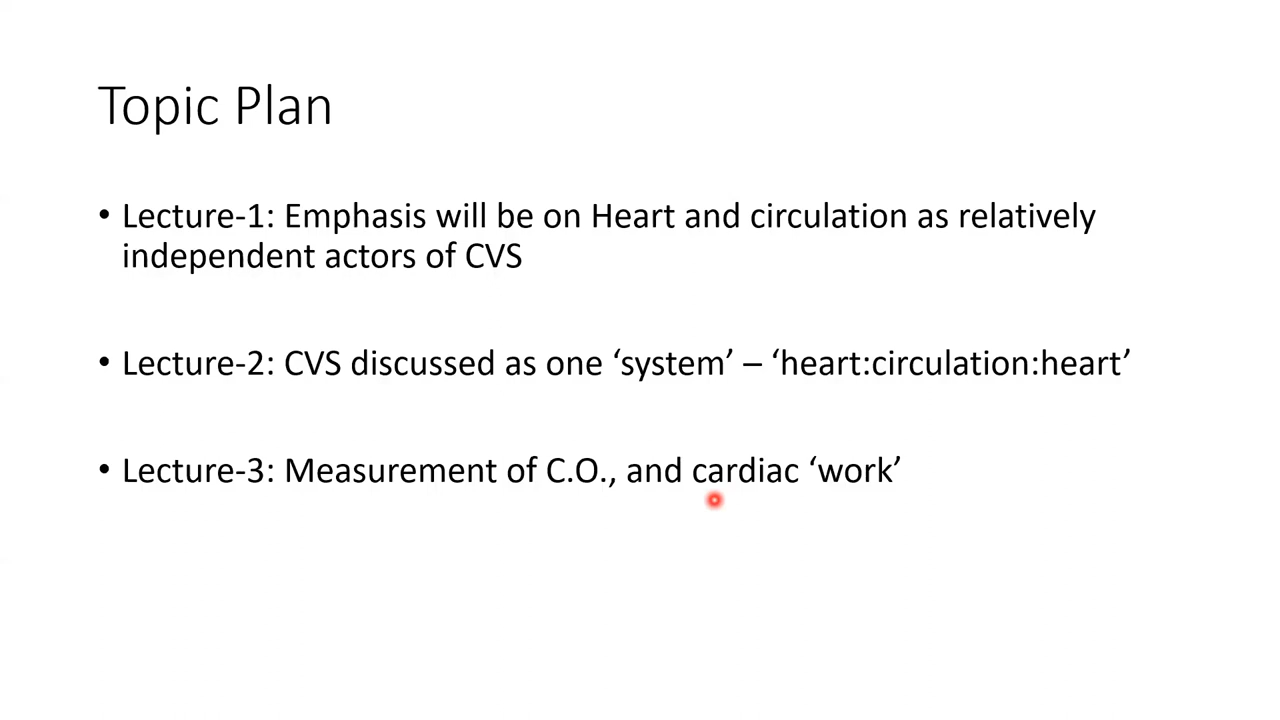 Topic Plan
• Lecture-1: Emphasis will be on Heart and circulation as relatively
independent actors of CVS
• Lecture-2: CVS discussed as one ‘system’ – ‘heart:circulation:heart’
• Lecture-3: Measurement of C.O., and cardiac ‘work’